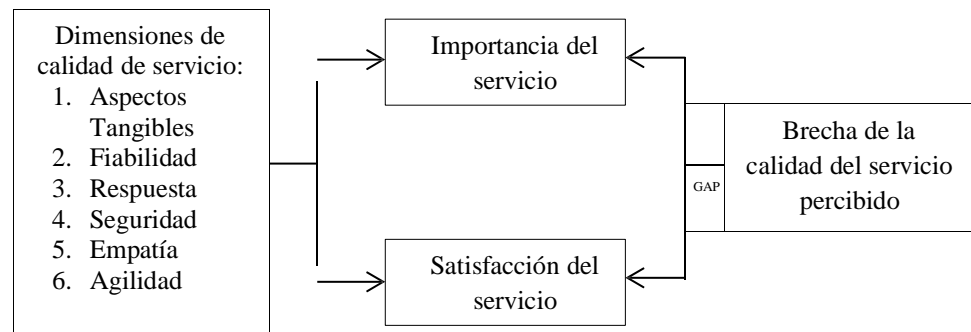 Dimensiones de
calidad de servicio:
1. Aspectos
Tangibles
2. Fiabilidad
3. Respuesta
4. Seguridad
5. Empatía
6. Agilidad
Importancia del
servicio
Satisfacción del
servicio
GAP
Brecha de la
calidad del servicio
percibido